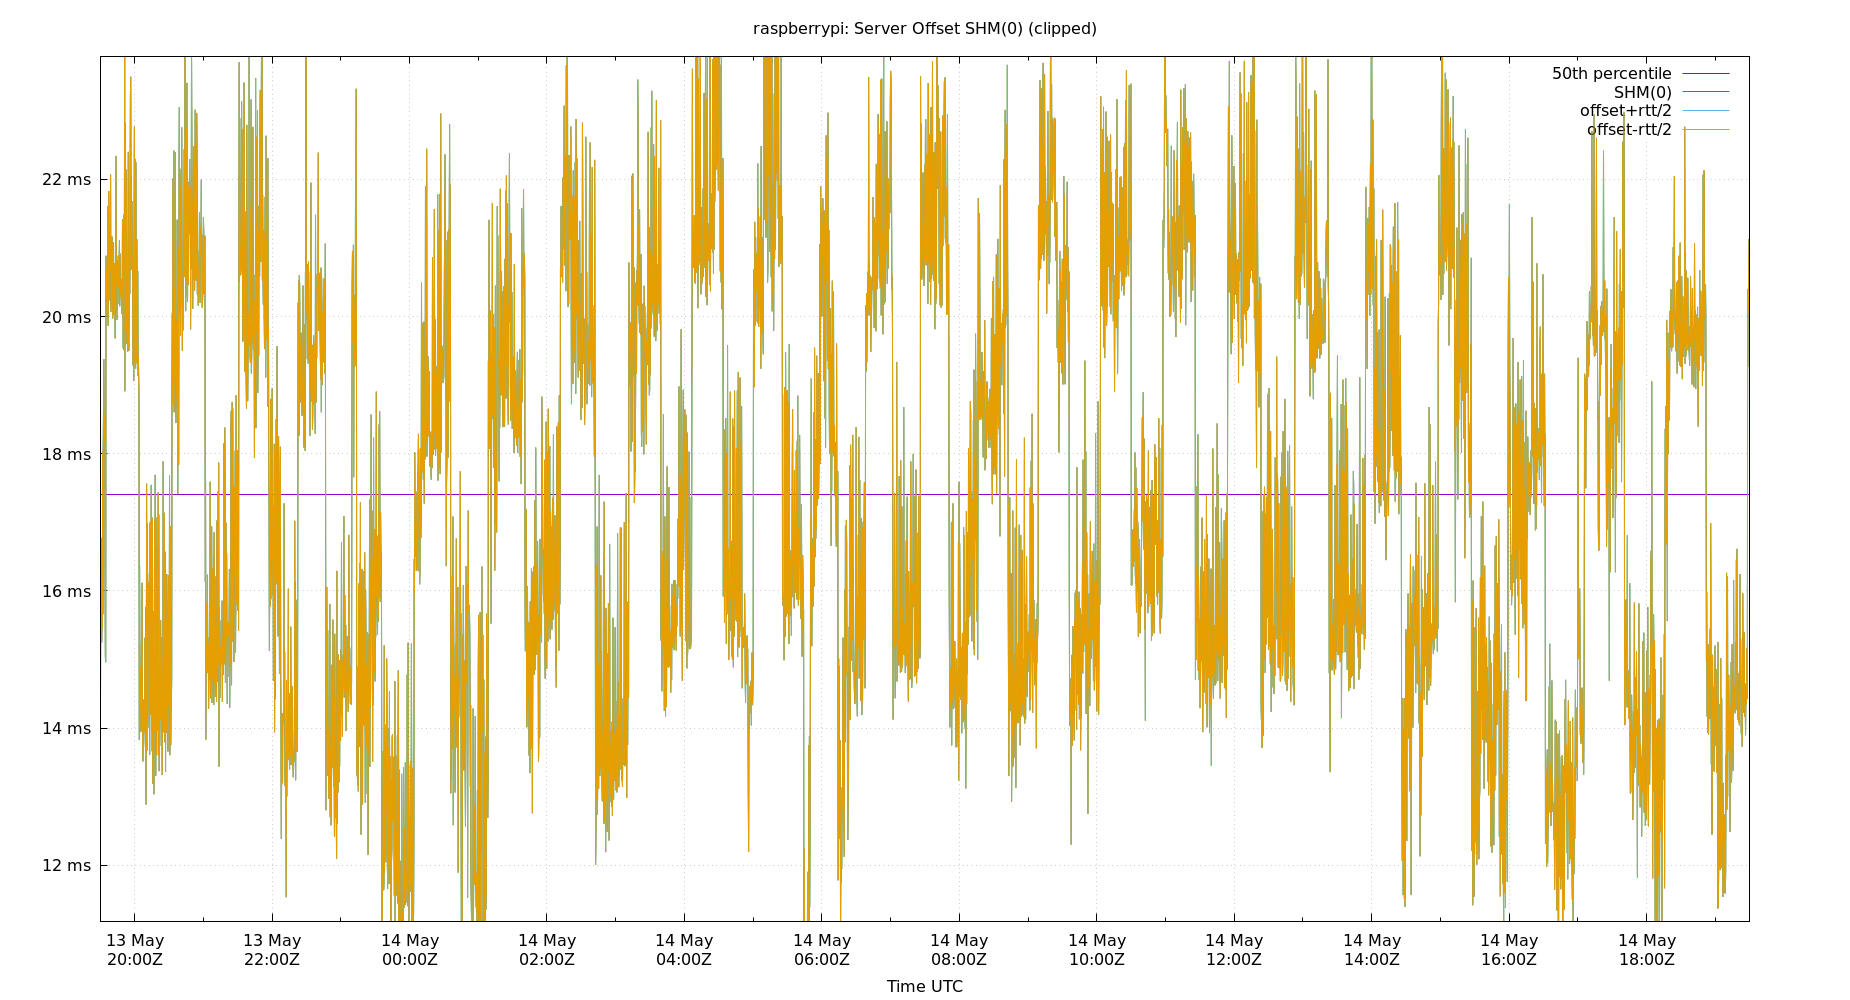 raspberrypi: Server Offset SHM(0) (clipped)
50th percentile
SHM(0)
offset+rtt/2
offset-rtt/2
22 ms
20 ms
18 ms
16 ms
14 ms
12 ms
13 May 13 May 14 May 14 May 14 May 14 May 14 May 14 May 14 May 14 May 14 May 14 May
20:00Z 22:00Z 00:00Z 02:00Z 04:00Z 06:00Z 08:00Z 10:00Z 12:00Z 14:00Z 16:00Z 18:00Z
Time UTC